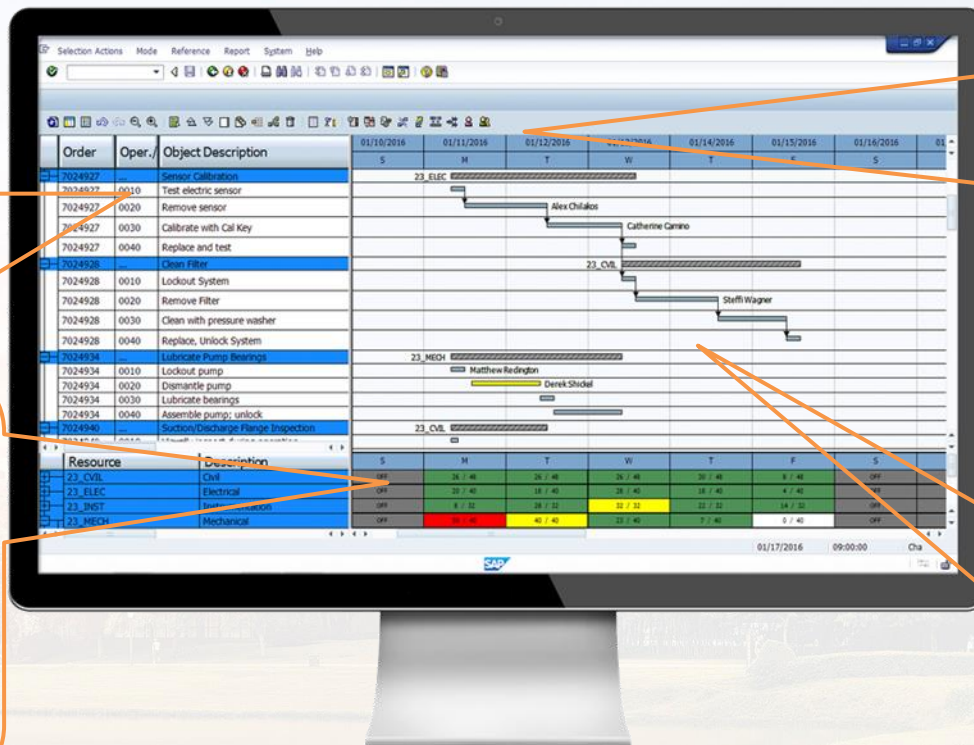 Selection Actions Mode Reference Report System Help
Order Oper./ Object Description
01/10/2016 01/11/2016 01/12/2016 01/14/2016 01/15/2016 01/16/2016 01
S M T W T F S
7024927 ... Sensor Calibration 23_ELEC
7024927 0010 Test electric sensor
7024927 0020 Remove sensor Alex Chilakos
7024927 0030 Calibrate with Cal Key Catherine Camino
7024927 0040 Replace and test
7024928 ... Clean Filter 23_CVIL
7024928 0010 Lockout System
7024928 0020 Remove Filter Steffi Wagner
7024928 0030 Clean with pressure washer
7024928 0040 Replace, Unlock System
7024934 ... Lubricate Pump Bearings 23_MECH
7024934 0010 Lockout pump Matthew Redington
7024934 0020 Dismantle pump Derek Shickel
7024934 0030 Lubricate bearings
7024934 0040 Assemble pump; unlock
7024940 ... Suction/Discharge Flange Inspection 23_CVIL
Resource Description S M T W T F S
23_CVIL Civil OFF 26 / 48 26 / 48 26 / 48 30 / 48 8 / 48 OFF
23_ELEC Electrical OFF 20 / 40 18 / 40 28 / 40 18 / 40 4 / 40 OFF
23_INST Instrumentation OFF 8 / 32 28 / 32 32 / 32 22 / 32 14 / 32 OFF
23_MECH Mechanical OFF / 40 40 / 40 23 / 40 7 / 40 0 / 40 OFF
01/17/2016 09:00:00 Cha
SAP